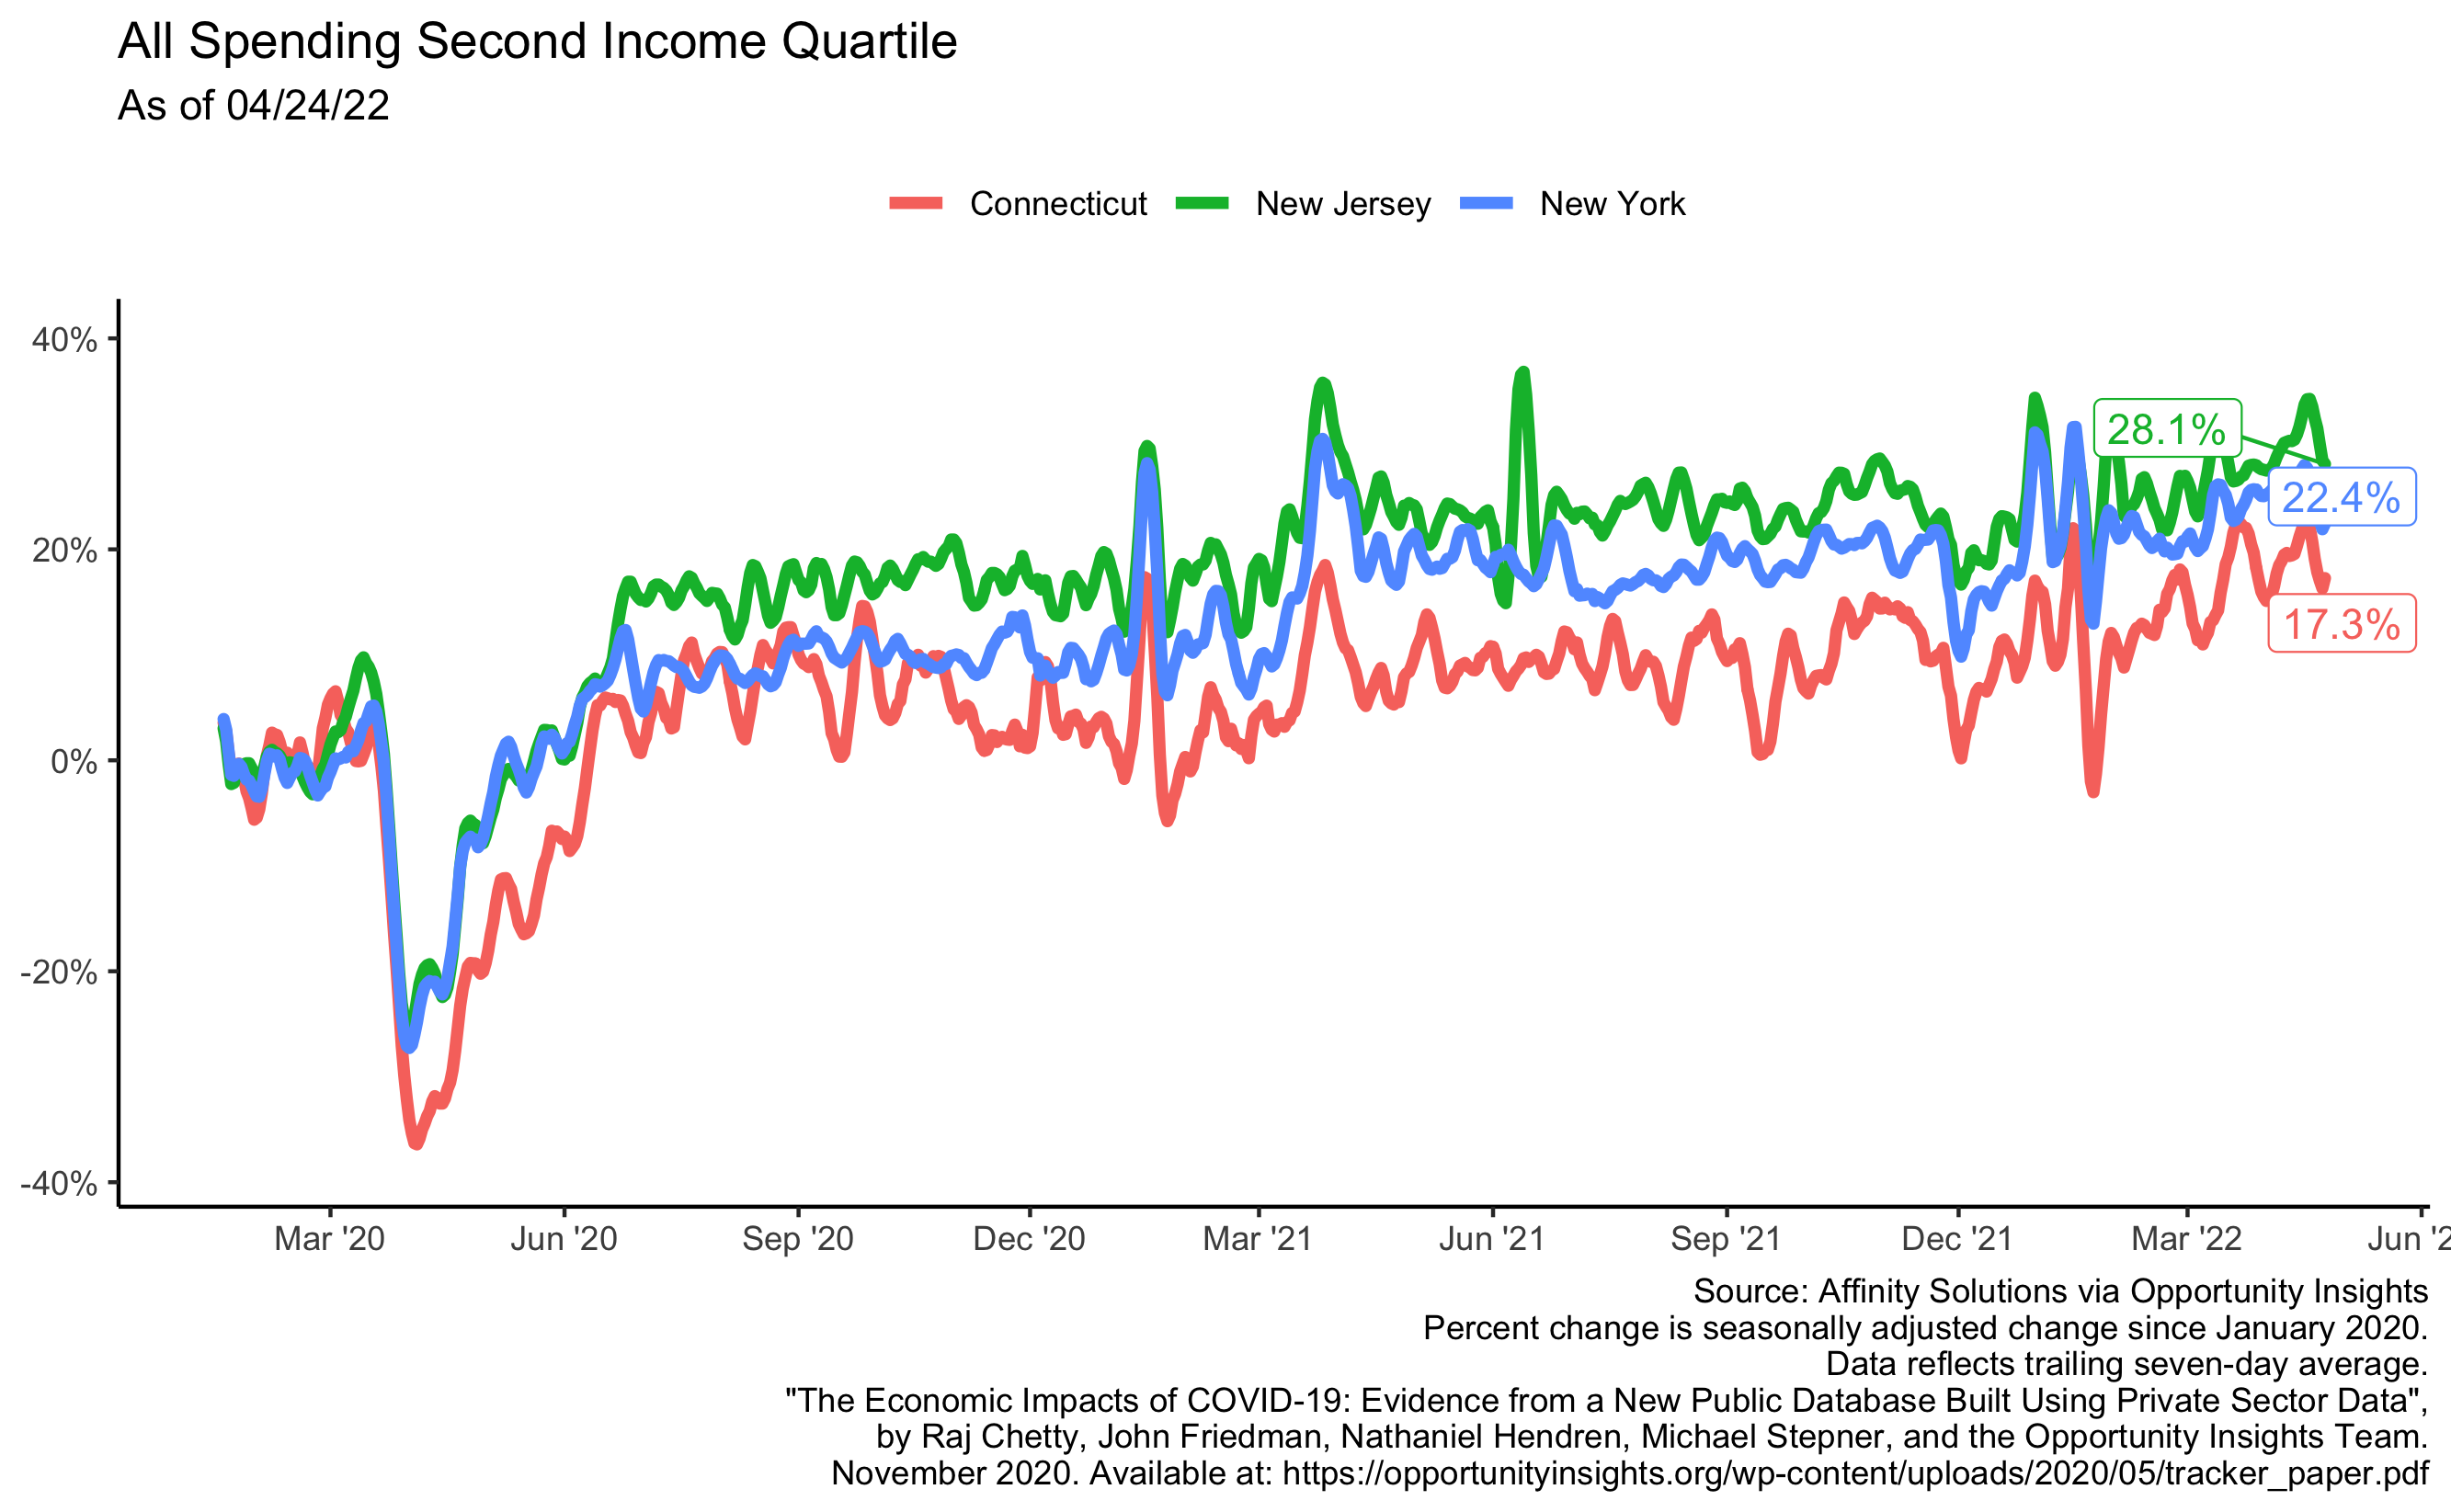 All Spending Second Income Quartile
As of 04/24/22
Connecticut New Jersey New York
40%
20%
0%
-20%
-40%
28.1%
22.4%
17.3%
Mar '20 Jun '20 Sep '20 Dec '20 Mar '21 Jun '21 Sep '21 Dec '21 Mar '22 Jun '2
Source: Affinity Solutions via Opportunity Insights
Percent change is seasonally adjusted change since January 2020.
Data reflects trailing seven-day average.
"The Economic Impacts of COVID-19: Evidence from a New Public Database Built Using Private Sector Data",
by Raj Chetty, John Friedman, Nathaniel Hendren, Michael Stepner, and the Opportunity Insights Team.
November 2020. Available at: https://opportunityinsights.org/wp-content/uploads/2020/05/tracker_paper.pdf